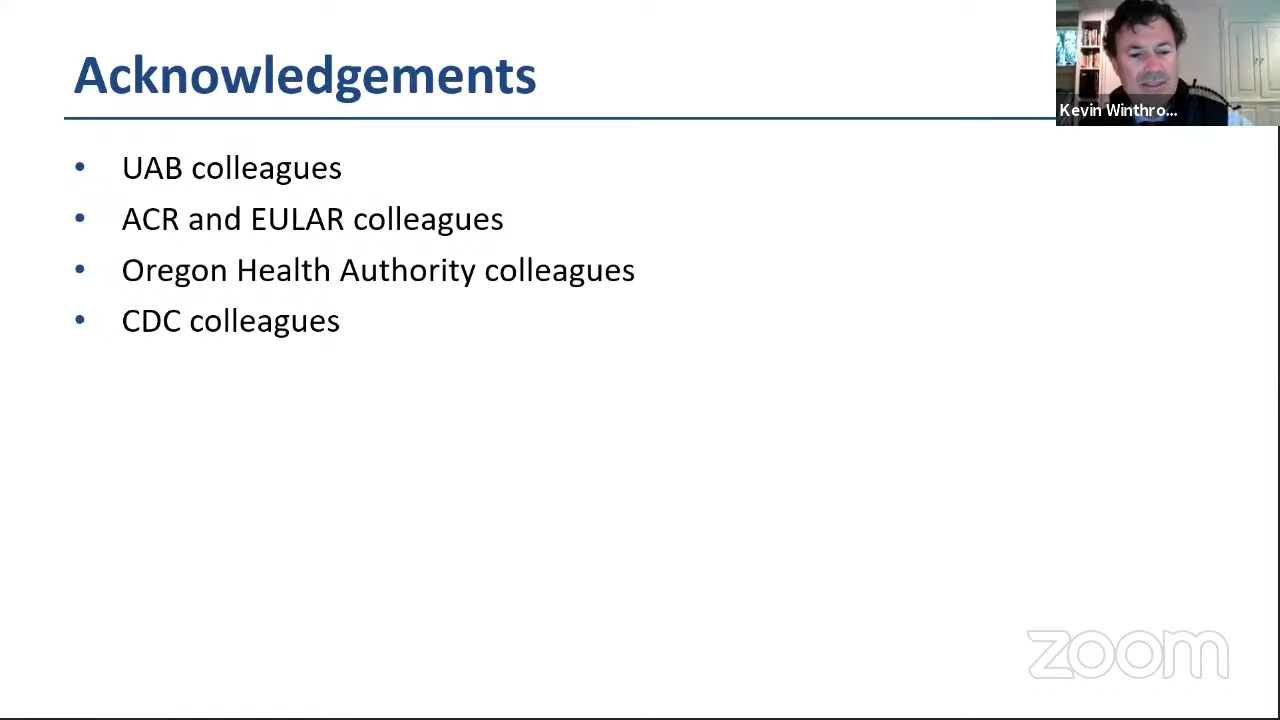 Acknowledgements
Kevin Winthro...
• UAB colleagues
• ACR and EULAR colleagues
• Oregon Health Authority colleagues
• CDC colleagues
zoom